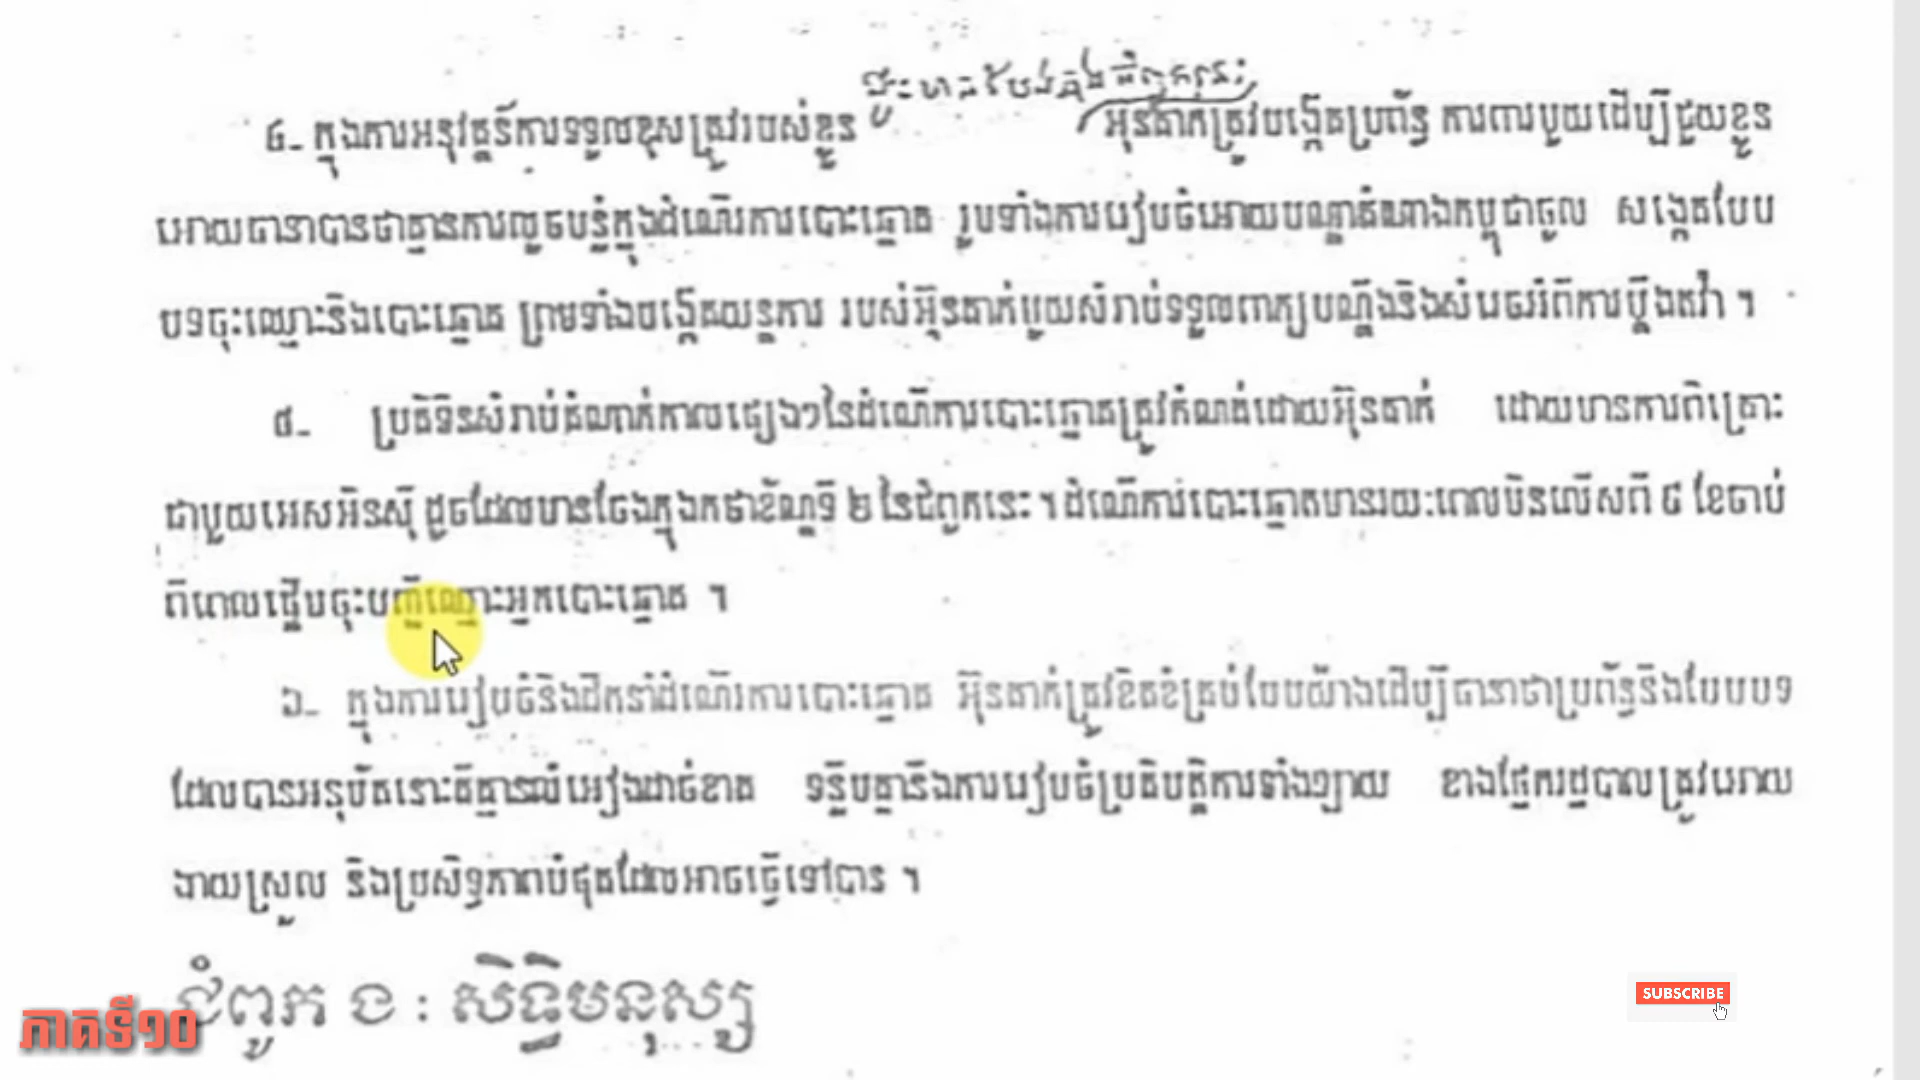 ដូចមានចែងក្នុងជំពូកនេះ
៤_ ក្នុងការអនុវត្តន៍ការទទួលខុសត្រូវរបស់ខ្លួន អ៊ុនតាក់ត្រូវបង្កើតប្រព័ន្ធ ការពារមួយដើម្បីជួយខ្លួន
អោយធានាបានថាគ្មានការលួចបន្លំក្នុងដំណើរការបោះឆ្នោត រួមទាំងការរៀបចំអោយបណ្តាតំណាងកម្ពុជាចូល សង្កេតបែប
បទចុះឈ្មោះនិងបោះឆ្នោត ព្រមទាំងបង្កើតយន្តការ របស់អ៊ុនតាក់មួយសំរាប់ទទួលពាក្យបណ្តឹងនិងសំរេចអំពីការប្តឹងតវ៉ា ។
៥_ ប្រតិទិនសំរាប់តំណាក់កាលផ្សេងៗនៃដំណើការបោះឆ្នោតត្រូវកំណត់ដោយអ៊ុនតាក់ ដោយមានការពិគ្រោះ
ជាមួយអេសអិនស៊ី ដូចដែលមានចែងក្នុងកថាខ័ណ្ឌទី ២ នៃជំពូកនេះ ។ ដំណើការបោះឆ្នោតមានរយៈពេលមិនលើសពី ៩ ខែចាប់
ពីពេលផ្តើមចុះបញ្ជីឈ្មោះអ្នកបោះឆ្នោត ។
៦_ ក្នុងការរៀបចំនិងដឹកនាំដំណើរការបោះឆ្នោត អ៊ុនតាក់ត្រូវខិតខំគ្រប់បែបយ៉ាងដើម្បីធានាថាប្រព័ន្ធនិងបែបបទ
ដែលបានអនុម័តនោះគឺគ្មានលំអៀងដាច់ខាត ទន្ទឹមគ្នានឹងការរៀបចំប្រតិបត្តិការទាំងឡាយ ខាងផ្នែករដ្ឋបាលត្រូវអោយ
ងាយស្រួល និងប្រសិទ្ធភាពបំផុតដែលអាចធ្វើទៅបាន ។
ជំពូក ង : សិទ្ធិមនុស្ស
ភាគទី១០
SUBSCRIBE